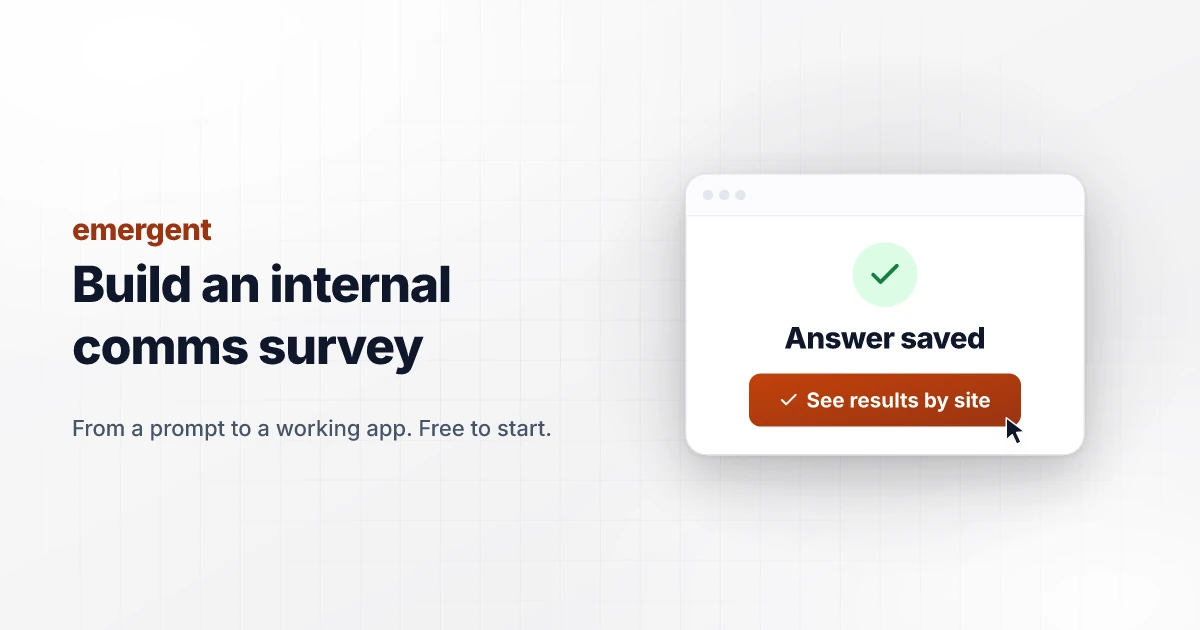 emergent
Build an internal
comms survey
From a prompt to a working app. Free to start.
Answer saved
See results by site